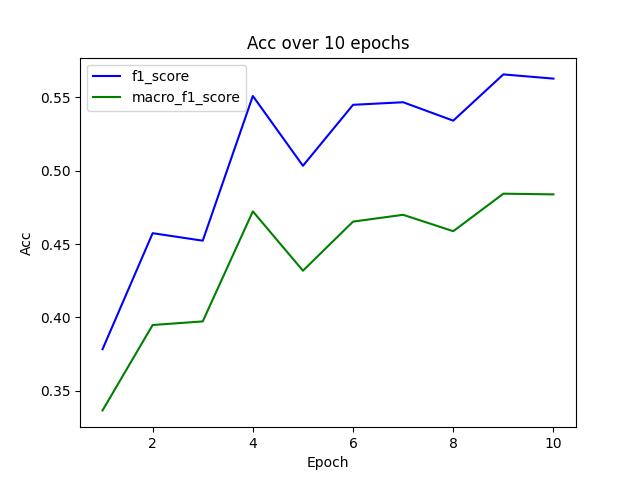 Acc over 10 epochs
f1_score
macro_f1_score
0.55
0.50
0.45
0.40
0.35
Acc
2 4 6 8 10
Epoch